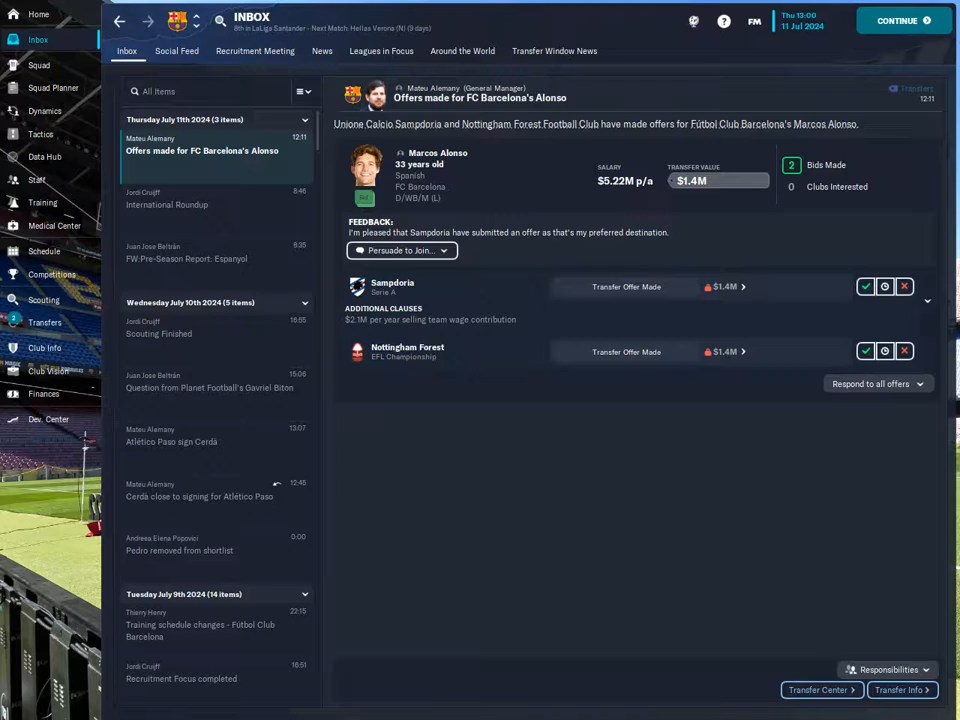 Home
Inbox
Squad
Squad Planner
Dynamics
Tactics
Data Hub
Staff
Training
Medical Center
Schedule
Competitions
Scouting
2
Transfers
Club Info
Club Vision
Finances
Dev. Center
INBOX
8th in LaLiga Santander - Next Match: Hellas Verona (N) (9 days)
?
FM
Thu 13:00
11 Jul 2024
CONTINUE
Inbox
Social Feed
Recruitment Meeting
News
Leagues in Focus
Around the World
Transfer Window News
All Items
Thursday July 11th 2024 (3 items)
Mateu Alemany 12:11
Offers made for FC Barcelona's Alonso
Jordi Cruijff 8:46
International Roundup
Juan Jose Beltrán 8:35
FW:Pre-Season Report: Espanyol
Wednesday July 10th 2024 (5 items)
Jordi Cruijff 16:55
Scouting Finished
Juan Jose Beltrán 15:06
Question from Planet Football's Gavriel Biton
Mateu Alemany 13:07
Atlético Paso sign Cerdà
Mateu Alemany 12:45
Cerdà close to signing for Atlético Paso
Andreea Elena Popovici 0:00
Pedro removed from shortlist
Tuesday July 9th 2024 (14 items)
Thierry Henry 22:15
Training schedule changes - Fútbol Club
Barcelona
Jordi Cruijff 16:51
Recruitment Focus completed
Mateu Alemany (General Manager)
Offers made for FC Barcelona's Alonso
Transfers
12:11
Unione Calcio Sampdoria and Nottingham Forest Football Club have made offers for Fútbol Club Barcelona's Marcos Alonso.
Marcos Alonso
33 years old
Spanish
FC Barcelona
D/WB/M (L)
SALARY
$5.22M p/a
TRANSFER VALUE
$1.4M
2 Bids Made
0 Clubs Interested
FEEDBACK:
I'm pleased that Sampdoria have submitted an offer as that's my preferred destination.
Persuade to Join...
Sampdoria
Serie A
Transfer Offer Made
$1.4M
ADDITIONAL CLAUSES
$2.1M per year selling team wage contribution
Nottingham Forest
EFL Championship
Transfer Offer Made
$1.4M
Respond to all offers
Responsibilities
Transfer Center
Transfer Info